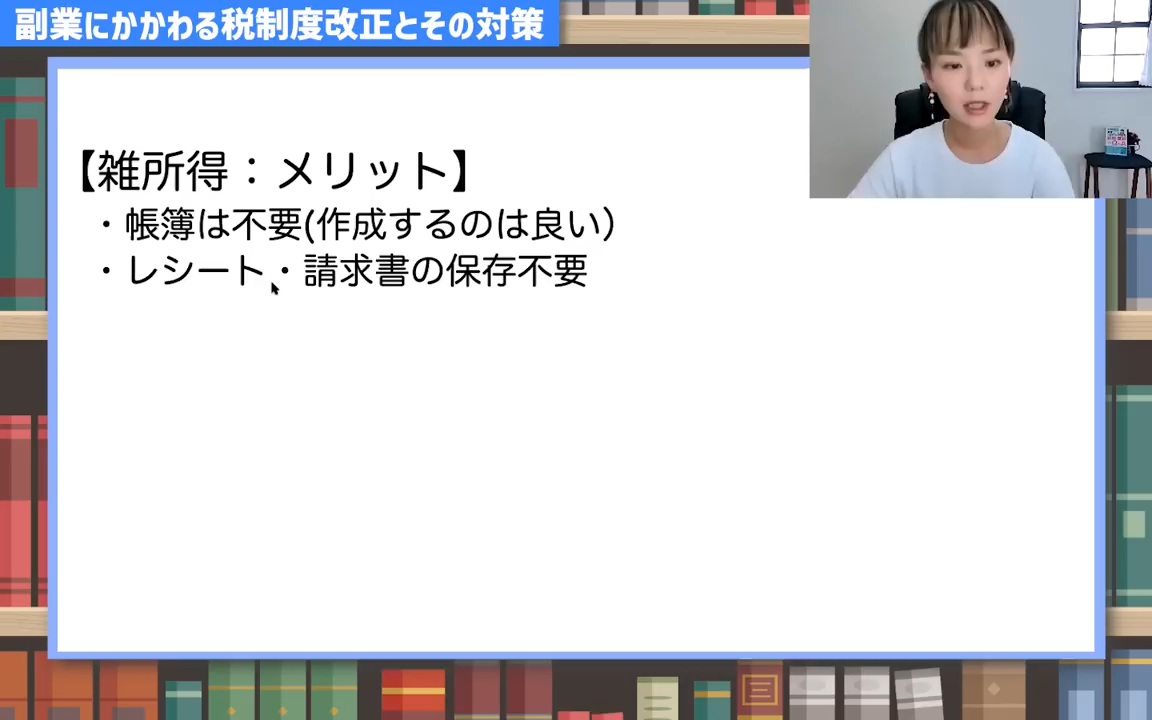 副業にかかわる税制度改正とその対策
【雑所得：メリット】
・帳簿は不要(作成するのは良い）
・レシート・請求書の保存不要